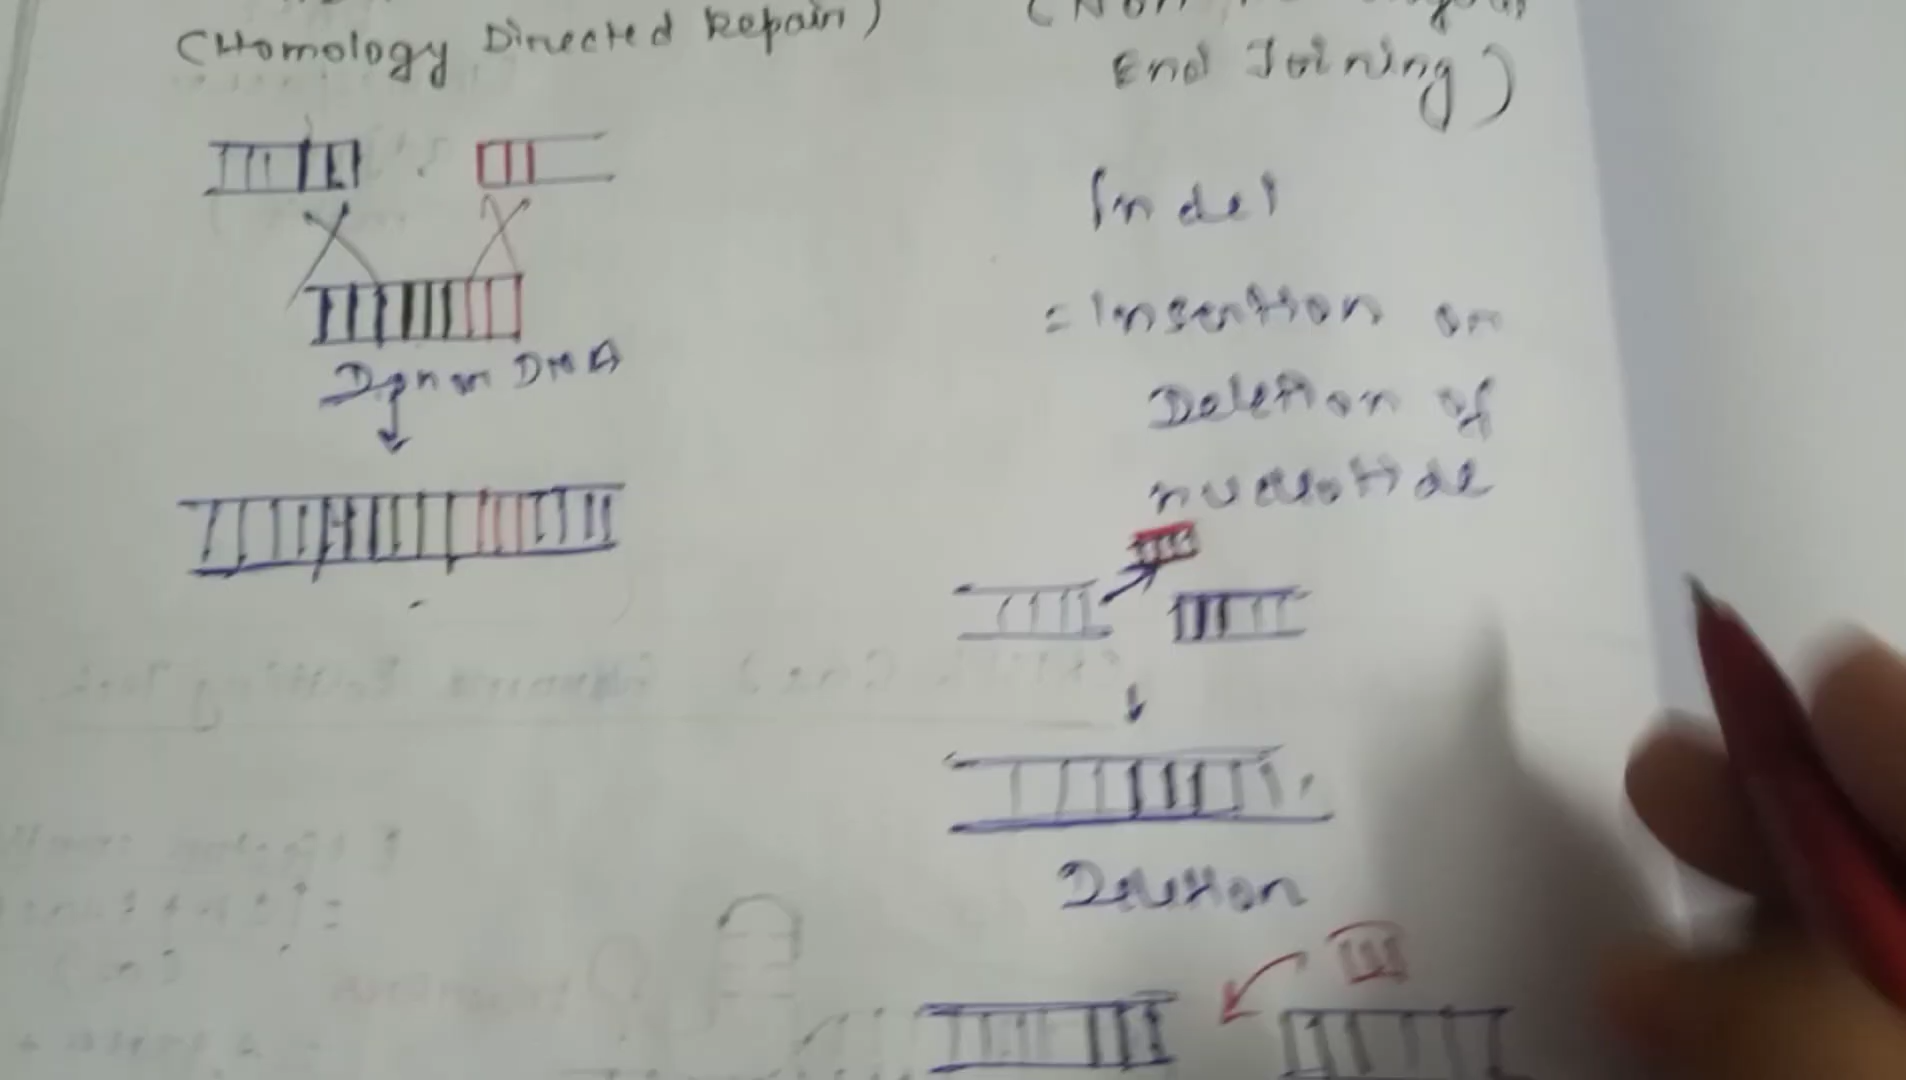 (Homology Directed Repair)
End Joining)
Indel
= Insertion or
Deletion of
nucleotide
Donor DNA
Deletion